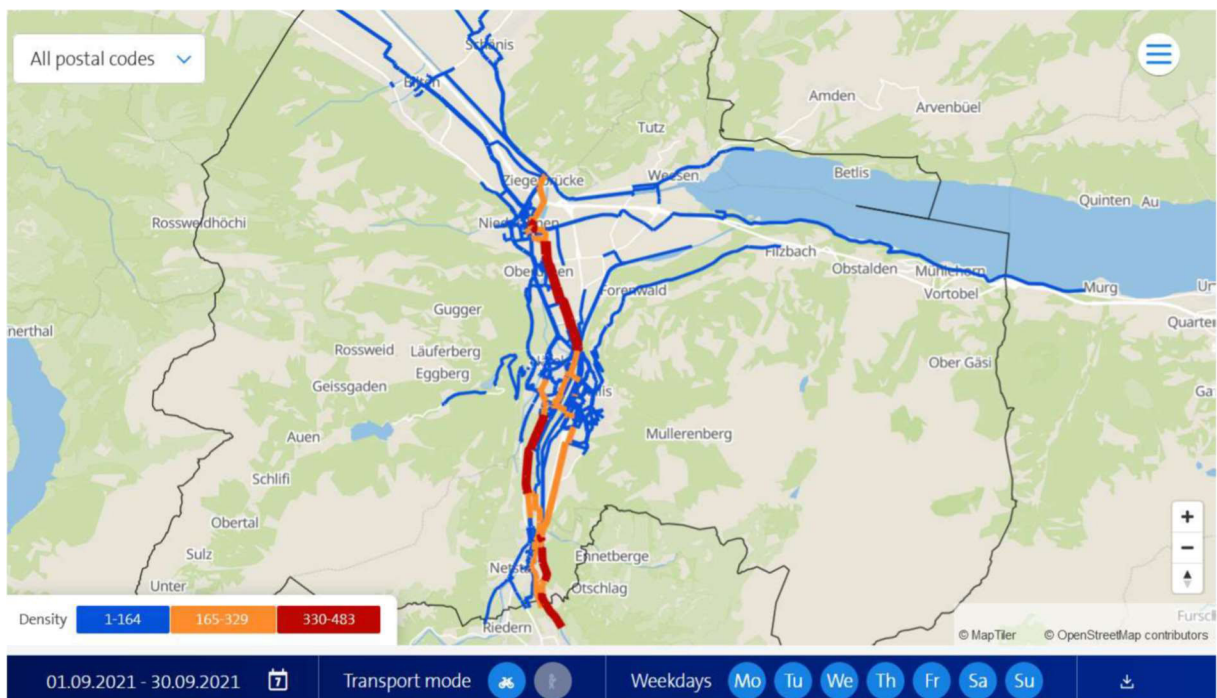 All postal codes
Schänis
Bilten
Amden
Arvenbüel
Tutz
Ziegelbrücke
Weesen
Betlis
Quinten Au
Rossweidhöchi
Niederurnen
Filzbach
Oberurnen
Obstalden
Mühlehorn
Forenwald
Vortobel
Murg
Gugger
nerthal
Quarter
Rossweid
Läuferberg
Ober Gäsi
Eggberg
Geissgaden
Auen
Mullerenberg
Schlifi
Obertal
Sulz
Ennetberge
Unter
Ötschlag
Riedern
© MapTiler
© OpenStreetMap contributors
Density
1-164
165-329
330-483
01.09.2021 - 30.09.2021
7
Transport mode
Weekdays
Mo
Tu
We
Th
Fr
Sa
Su